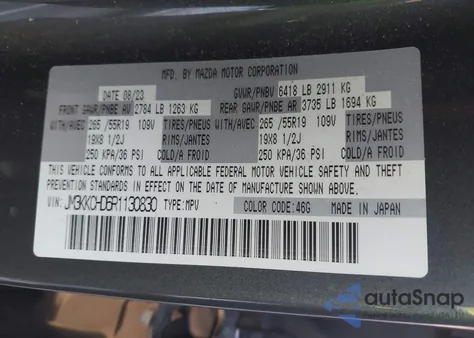 MFD. BY MAZDA MOTOR CORPORATION
DATE 08/23 GVWR/PNBV 6418 LB 2911 KG
FRONT GAWR/PNBE AV 2784 LB 1263 KG REAR GAWR/PNBE AR 3735 LB 1694 KG
WITH/AVEC 265 /55R19 109V TIRES/PNEUS WITH/AVEC 265 /55R19 109V TIRES/PNEUS
19X8 1/2J RIMS/JANTES 19X8 1/2J RIMS/JANTES
250 KPA/36 PSI COLD/A FROID 250 KPA/36 PSI COLD/A FROID
THIS VEHICLE CONFORMS TO ALL APPLICABLE FEDERAL MOTOR VEHICLE SAFETY AND THEFT
PREVENTION STANDARDS IN EFFECT ON THE DATE OF MANUFACTURE SHOWN ABOVE.
VIN: JM3KKCHD6R1130830 TYPE:MPV COLOR CODE:46G MADE IN JAPAN
autoSnap